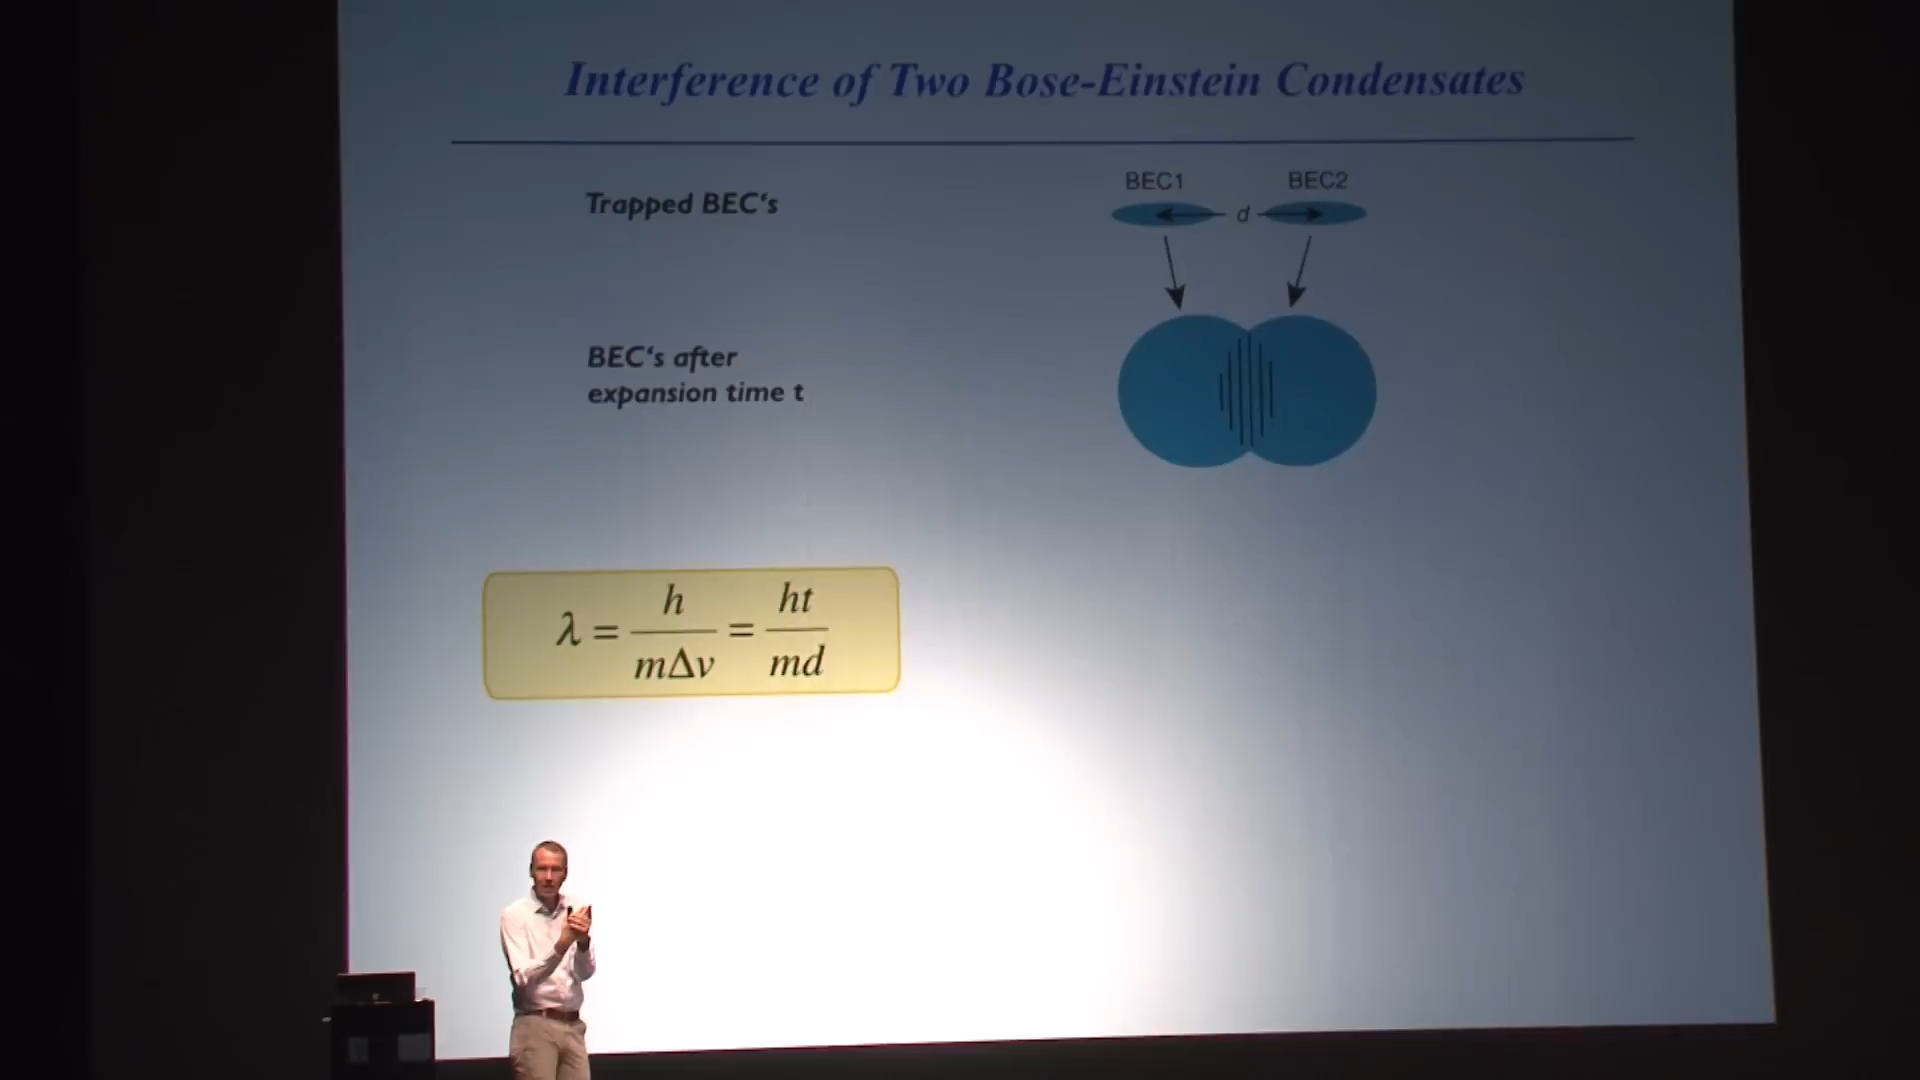 Interference of Two Bose-Einstein Condensates
Trapped BEC‘s
BEC1 BEC2
d
BEC‘s after
expansion time t
λ = h / mΔv = ht / md